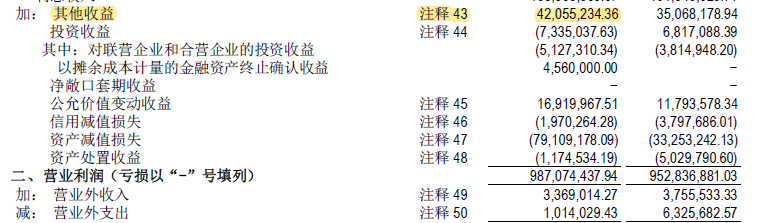 加：其他收益 注释 43 42,055,234.36 35,068,178.94
投资收益 注释 44 (7,335,037.63) 6,817,088.39
其中：对联营企业和合营企业的投资收益 (5,127,310.34) (3,814,948.20)
以摊余成本计量的金融资产终止确认收益 4,560,000.00 –
净敞口套期收益 – –
公允价值变动收益 注释 45 16,919,967.51 11,793,578.34
信用减值损失 注释 46 (1,970,264.28) (3,797,686.01)
资产减值损失 注释 47 (79,109,178.09) (33,253,242.13)
资产处置收益 注释 48 (1,174,534.19) (5,029,790.60)
二、营业利润（亏损以“-”号填列） 987,074,437.94 952,836,881.03
加：营业外收入 注释 49 3,369,014.27 3,755,533.33
减：营业外支出 注释 50 1,014,029.43 6,325,682.57